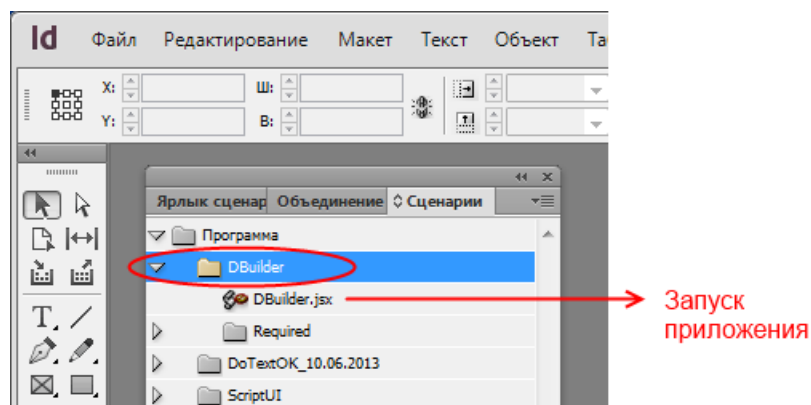 Id Файл Редактирование Макет Текст Объект Та
X: Ш:
Y: В:
Ярлык сценар Объединение Сценарии
Программа
DBuilder
DBuilder.jsx
Запуск
приложения
Required
DoTextOK_10.06.2013
ScriptUI